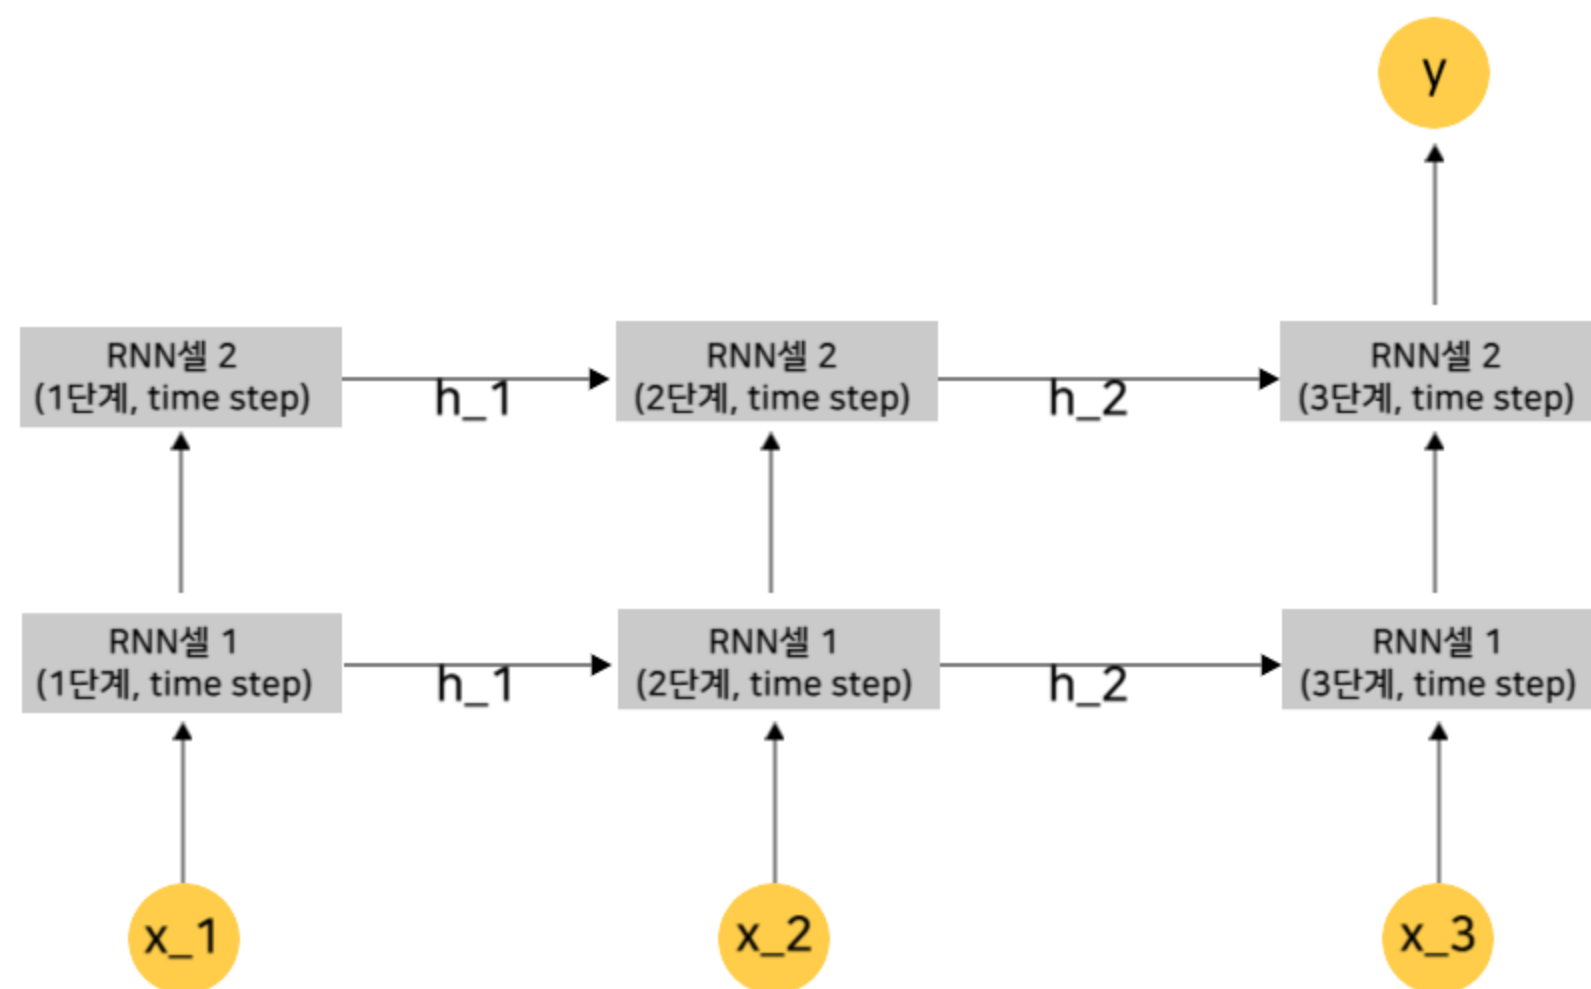 y
RNN셀 2
(1단계, time step)
h_1
RNN셀 2
(2단계, time step)
h_2
RNN셀 2
(3단계, time step)
RNN셀 1
(1단계, time step)
h_1
RNN셀 1
(2단계, time step)
h_2
RNN셀 1
(3단계, time step)
x_1
x_2
x_3